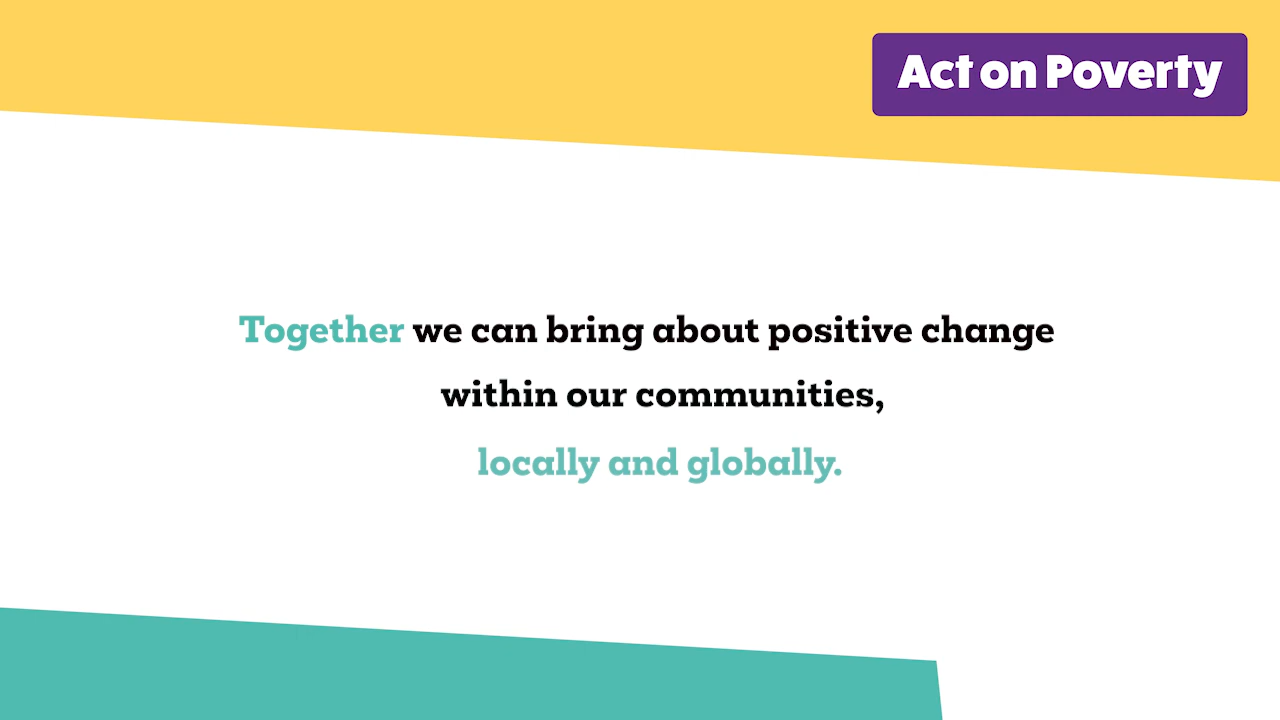 Act on Poverty
Together we can bring about positive change
within our communities,
locally and globally.